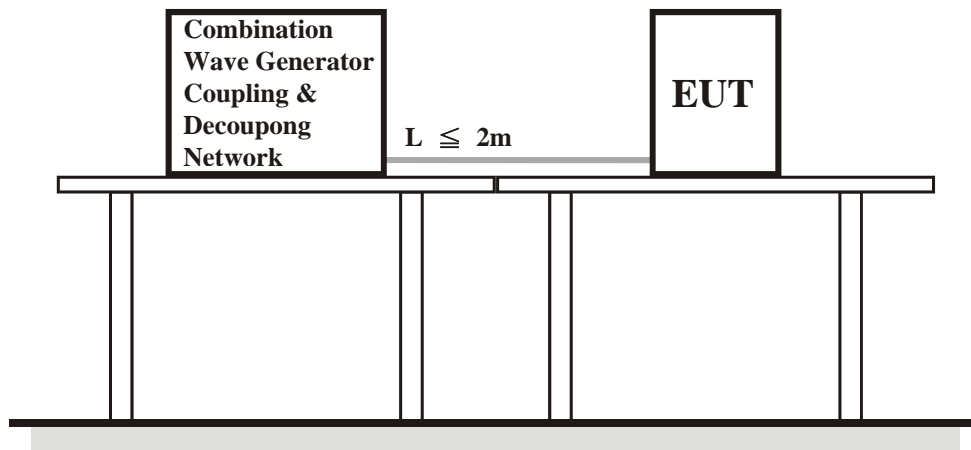 Combination
Wave Generator
Coupling &
Decoupong
Network
L ≦ 2m
EUT